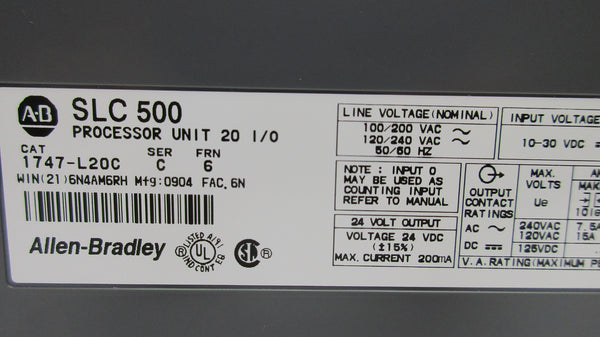 A-B SLC 500
PROCESSOR UNIT 20 I/O
CAT SER FRN
1747-L20C C 6
WIN(21)6N4AM6RH Mfg:0904 FAC. 6N
Allen-Bradley
®
LISTED
UL
IND CONT EQ
SA ®
LINE VOLTAGE(NOMINAL)
100/200 VAC ~
120/240 VAC ~
50/60 HZ
NOTE : INPUT 0
MAY BE USED AS
COUNTING INPUT
REFER TO MANUAL
24 VOLT OUTPUT
VOLTAGE 24 VDC
(±15%)
MAX. CURRENT 200mA
INPUT VOLTAGE
10-30 VDC
OUTPUT
CONTACT
RATINGS
MAX.
VOLTS
Ue
AC ~ 240VAC 7.5A
120VAC 15A
DC 125VDC
V.A.RATING(MAXIMUM